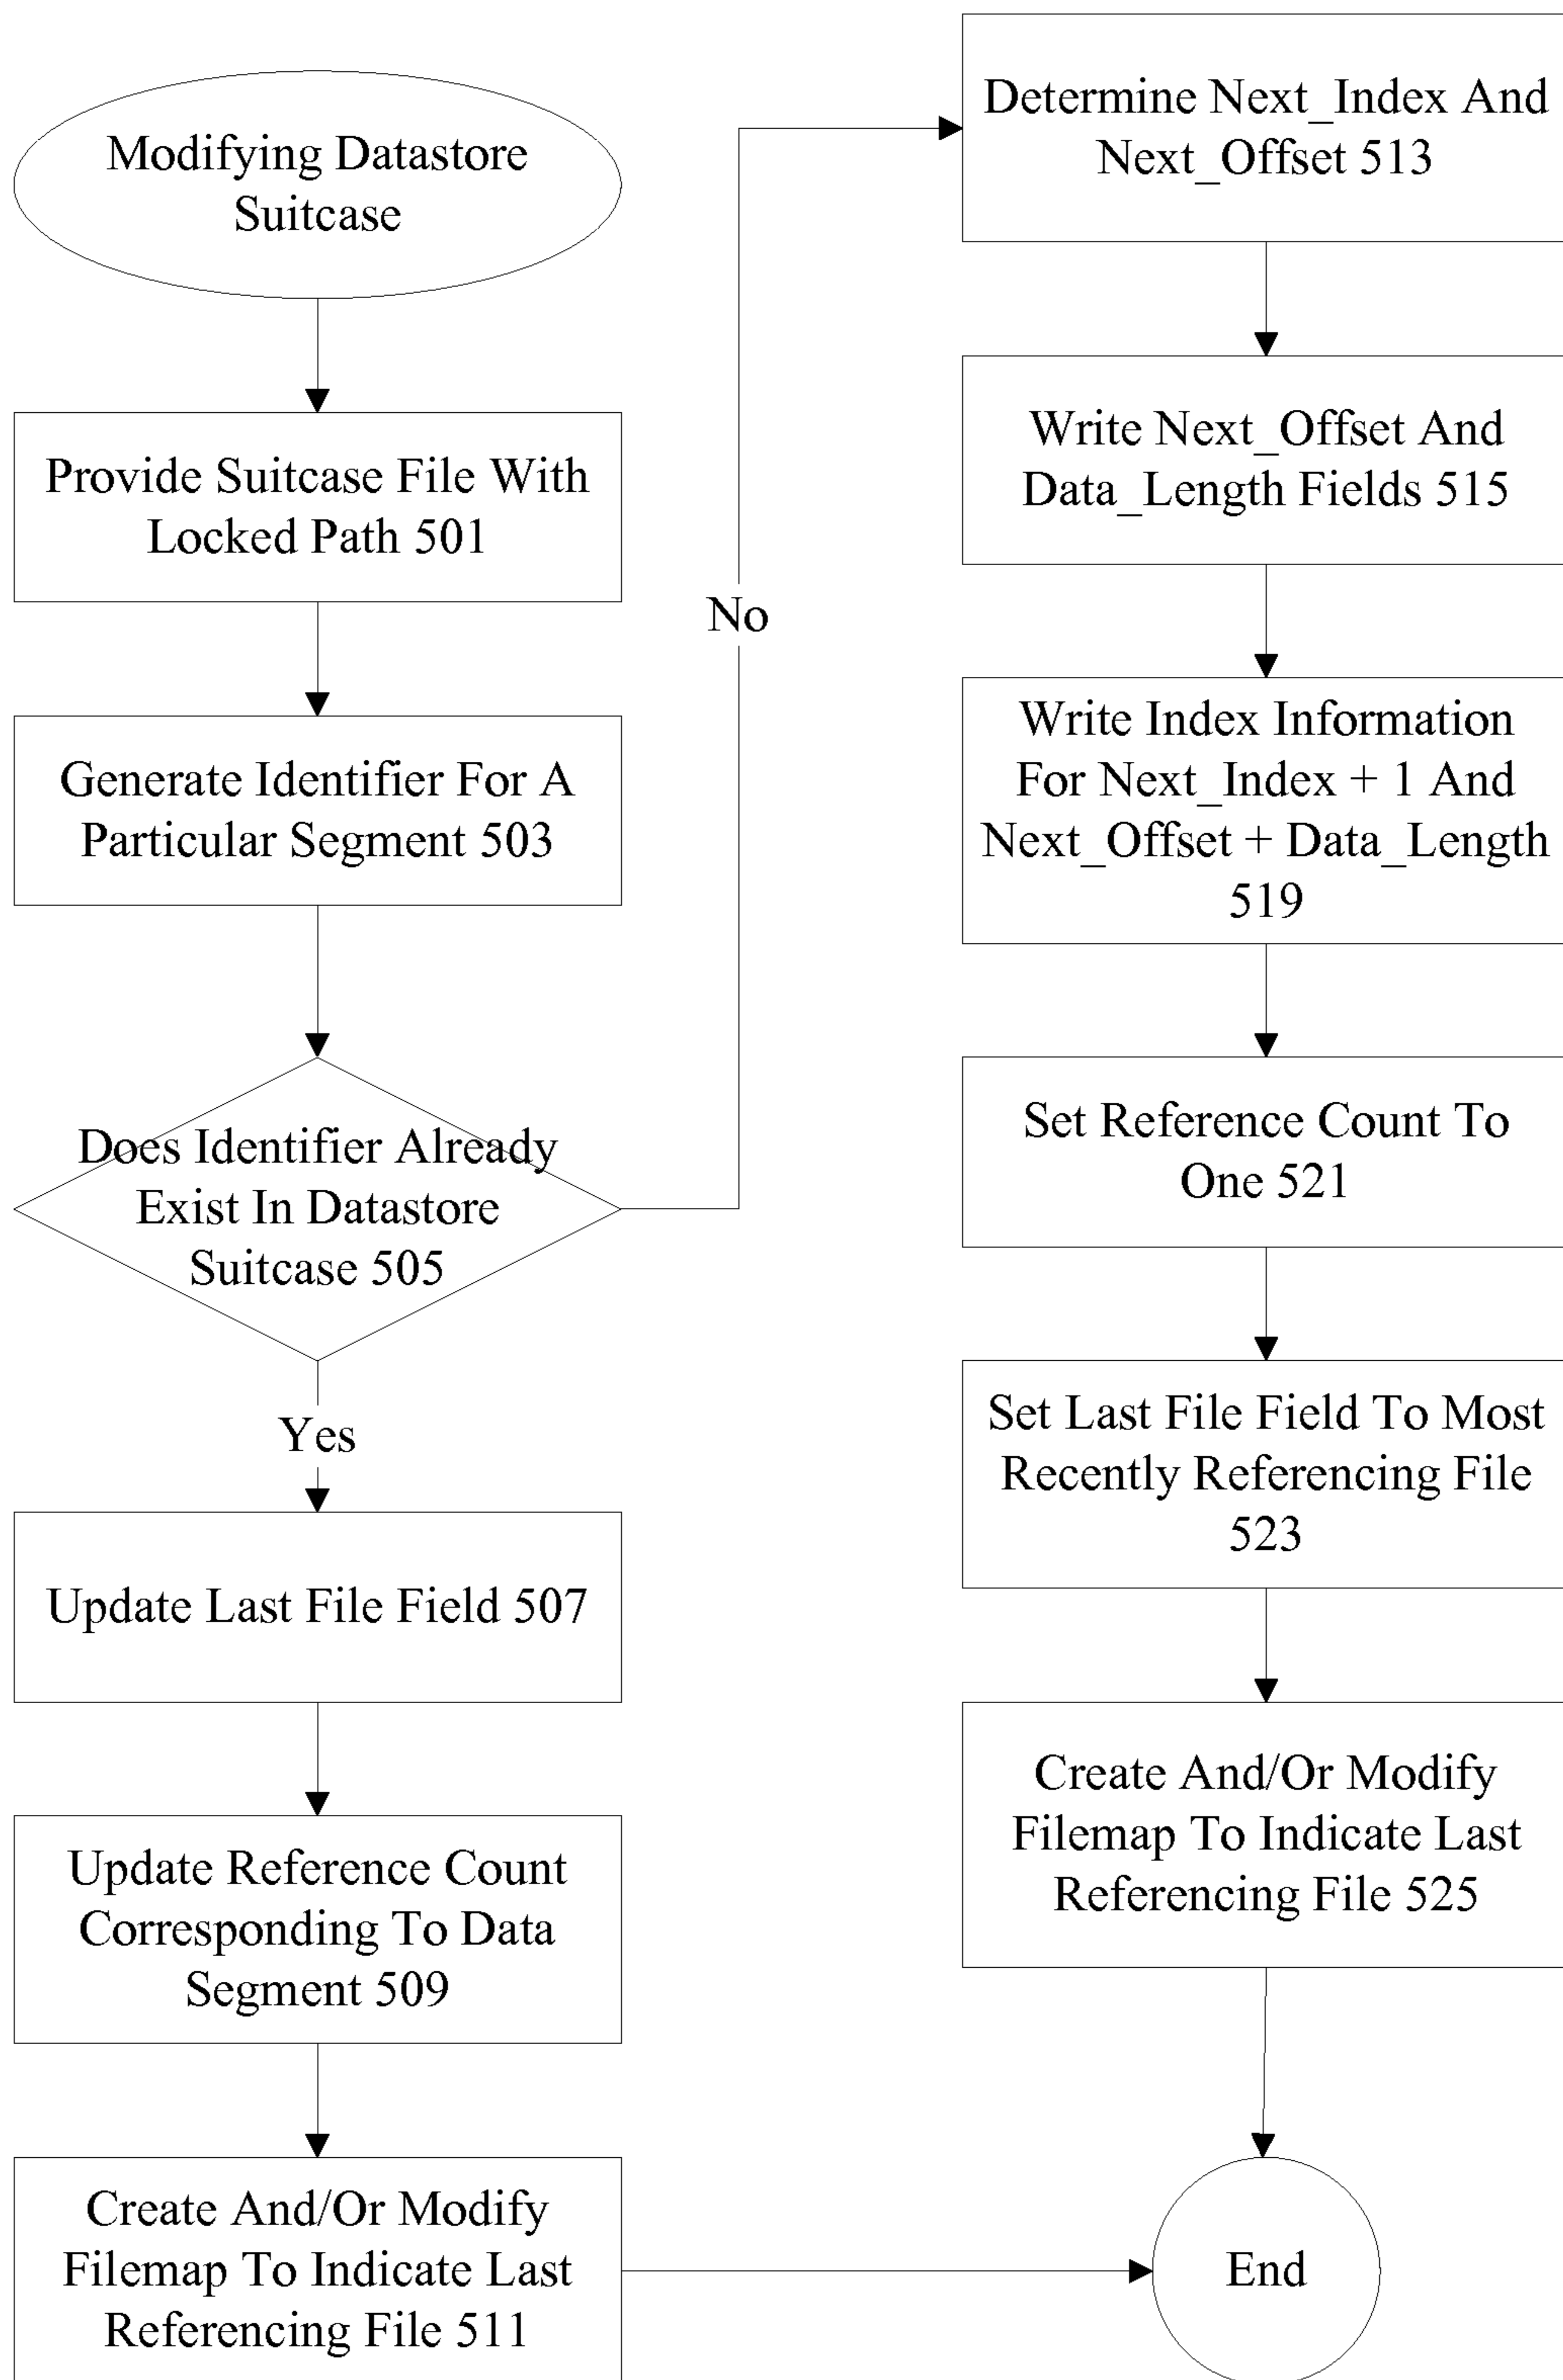 Modifying Datastore
Suitcase
Provide Suitcase File With
Locked Path 501
Generate Identifier For A
Particular Segment 503
Does Identifier Already
Exist In Datastore
Suitcase 505
Yes
Update Last File Field 507
Update Reference Count
Corresponding To Data
Segment 509
Create And/Or Modify
Filemap To Indicate Last
Referencing File 511
No
Determine Next_Index And
Next_Offset 513
Write Next_Offset And
Data_Length Fields 515
Write Index Information
For Next_Index + 1 And
Next_Offset + Data_Length
519
Set Reference Count To
One 521
Set Last File Field To Most
Recently Referencing File
523
Create And/Or Modify
Filemap To Indicate Last
Referencing File 525
End